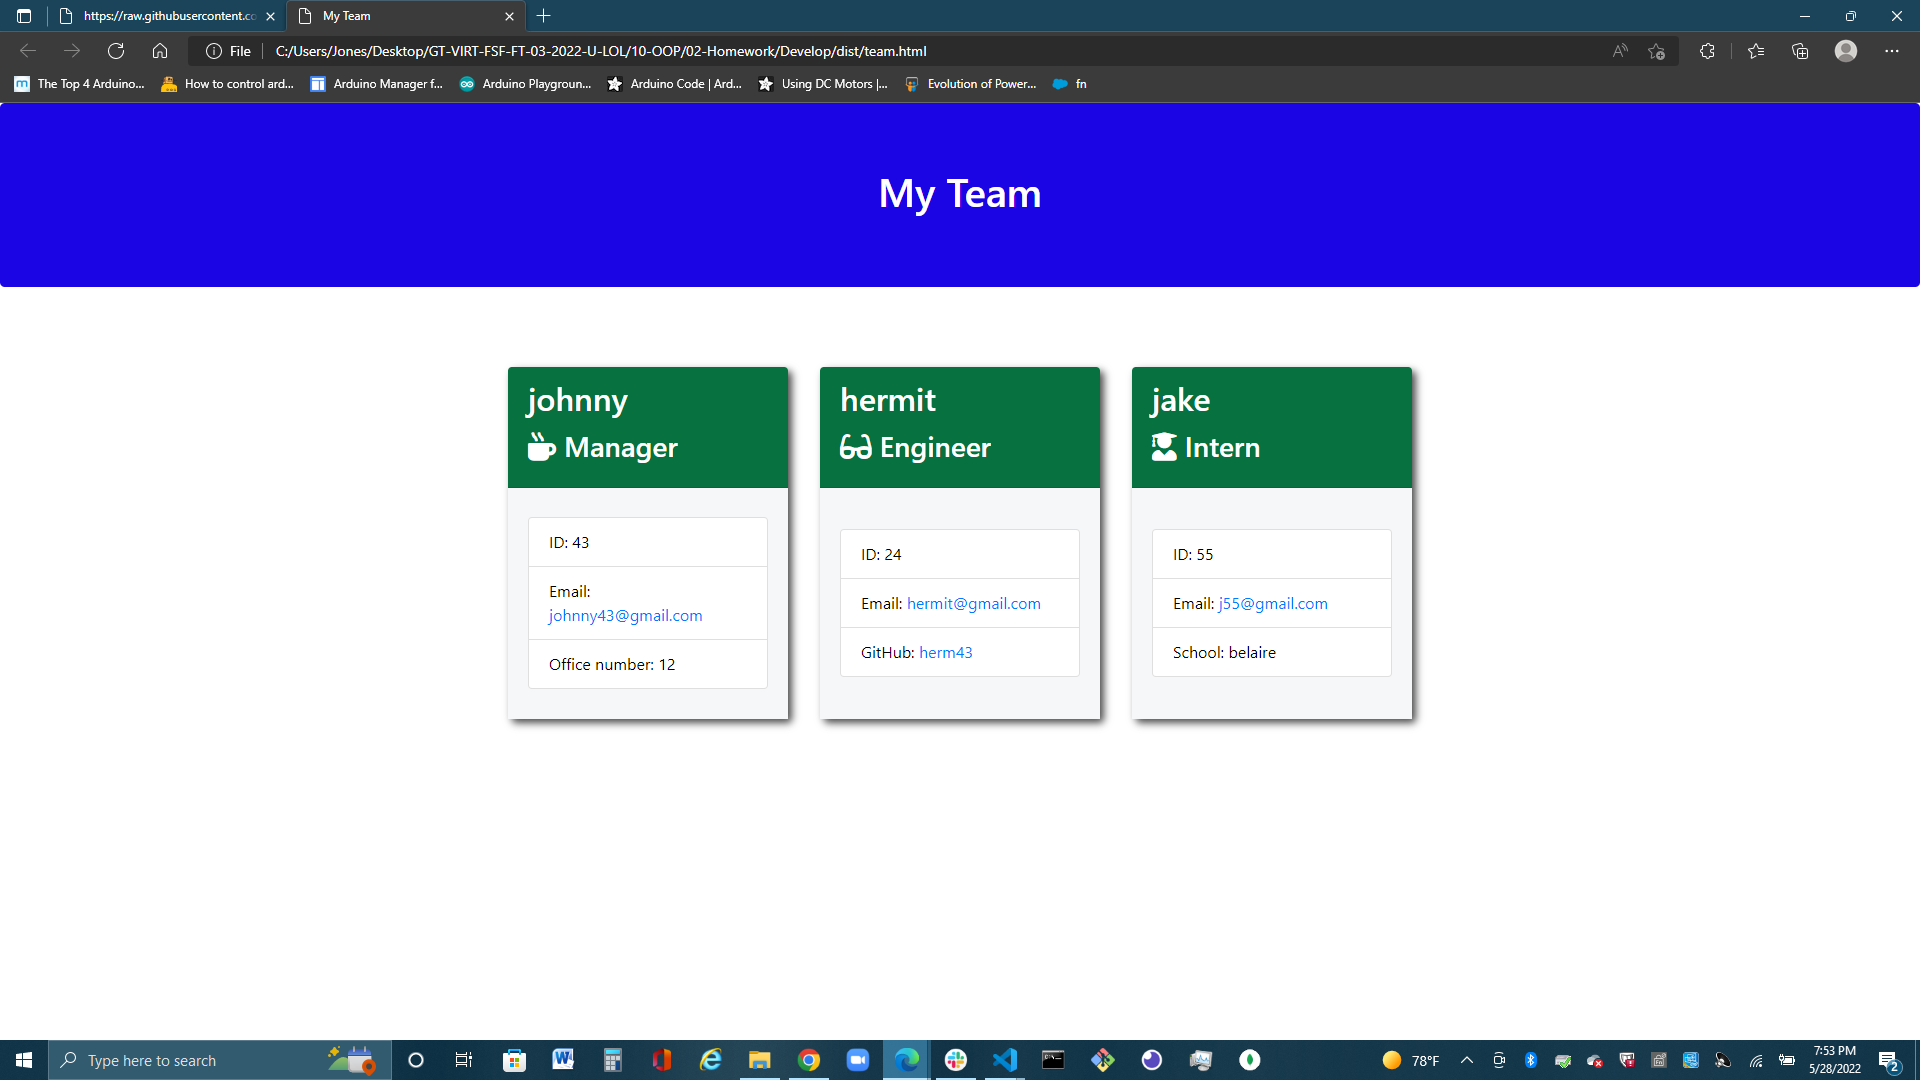 https://raw.githubusercontent.co
My Team
File
C:/Users/Jones/Desktop/GT-VIRT-FSF-FT-03-2022-U-LOL/10-OOP/02-Homework/Develop/dist/team.html
The Top 4 Arduino...
How to control ard...
Arduino Manager f...
Arduino Playgroun...
Arduino Code | Ard...
Using DC Motors |...
Evolution of Power...
fn
My Team
johnny
Manager
ID: 43
Email:
johnny43@gmail.com
Office number: 12
hermit
Engineer
ID: 24
Email: hermit@gmail.com
GitHub: herm43
jake
Intern
ID: 55
Email: j55@gmail.com
School: belaire
Type here to search
78°F
7:53 PM
5/28/2022
2